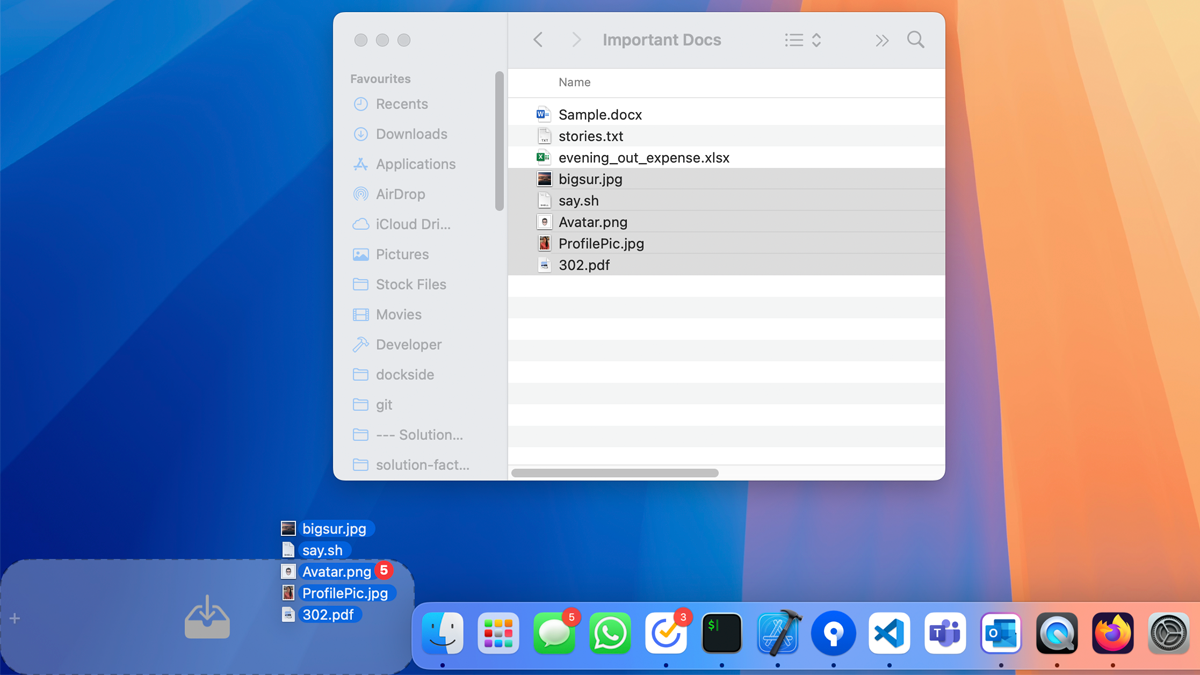 Important Docs
Favourites
Recents
Downloads
Applications
AirDrop
iCloud Dri...
Pictures
Stock Files
Movies
Developer
dockside
git
--- Solution...
solution-fact...
Name
Sample.docx
stories.txt
evening_out_expense.xlsx
bigsur.jpg
say.sh
Avatar.png
ProfilePic.jpg
302.pdf
bigsur.jpg
say.sh
Avatar.png 5
ProfilePic.jpg
302.pdf
5
3
$